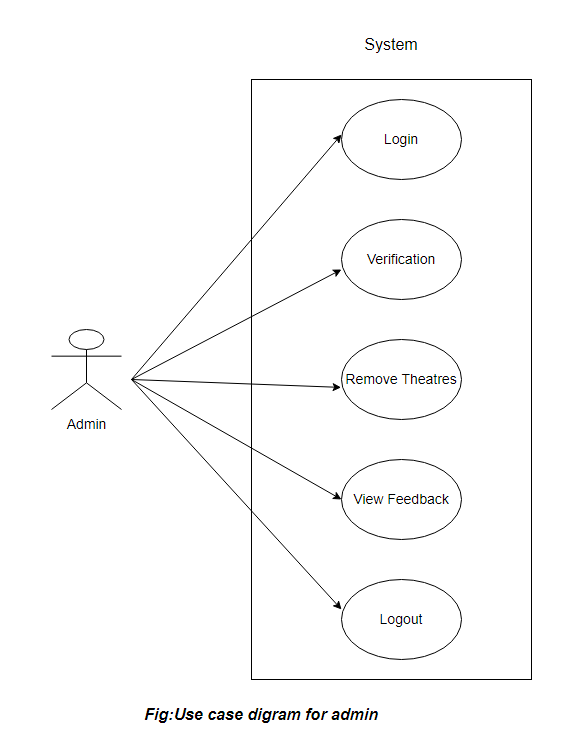 System
Login
Verification
Remove Theatres
View Feedback
Logout
Admin
Fig:Use case digram for admin